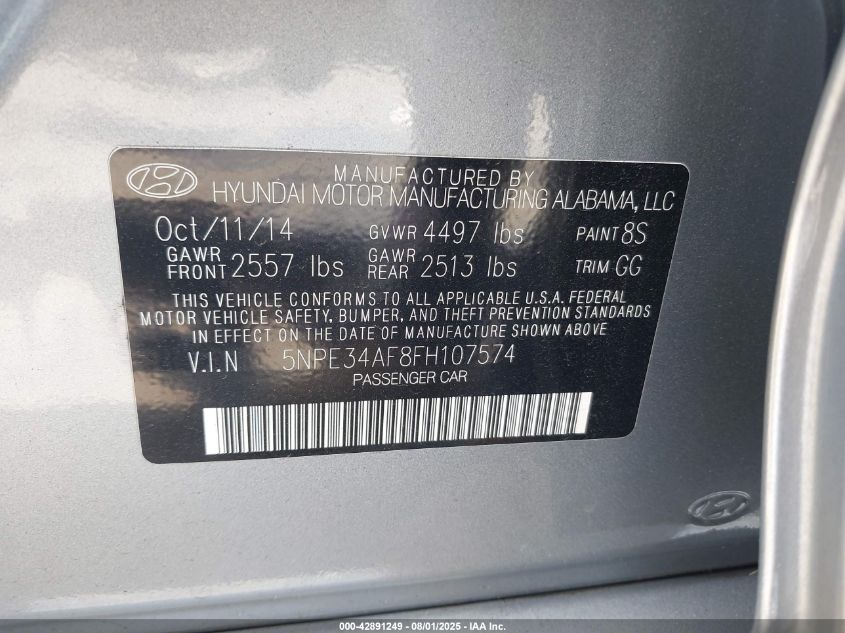 MANUFACTURED BY
HYUNDAI MOTOR MANUFACTURING ALABAMA, LLC
Oct/11/14 GVWR 4497 lbs PAINT 8S
GAWR FRONT 2557 lbs GAWR REAR 2513 lbs TRIM GG
THIS VEHICLE CONFORMS TO ALL APPLICABLE U.S.A. FEDERAL
MOTOR VEHICLE SAFETY, BUMPER, AND THEFT PREVENTION STANDARDS
IN EFFECT ON THE DATE OF MANUFACTURE SHOWN ABOVE.
V.I.N 5NPE34AF8FH107574
PASSENGER CAR
000-42891249 - 08/01/2025 - IAA Inc.